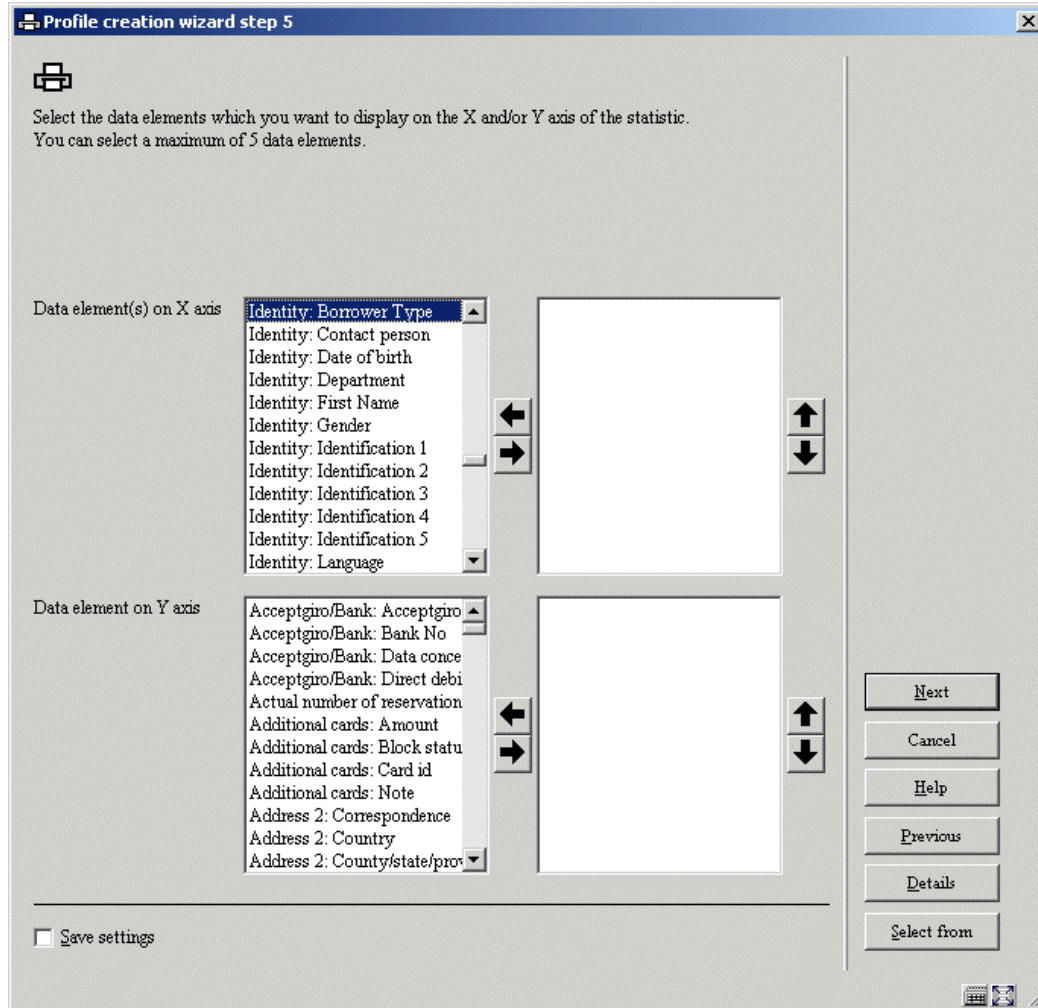 Profile creation wizard step 5
Select the data elements which you want to display on the X and/or Y axis of the statistic.
You can select a maximum of 5 data elements.
Data element(s) on X axis
Identity: Borrower Type
Identity: Contact person
Identity: Date of birth
Identity: Department
Identity: First Name
Identity: Gender
Identity: Identification 1
Identity: Identification 2
Identity: Identification 3
Identity: Identification 4
Identity: Identification 5
Identity: Language
Data element on Y axis
Acceptgiro/Bank: Acceptgiro
Acceptgiro/Bank: Bank No
Acceptgiro/Bank: Data conce
Acceptgiro/Bank: Direct debi
Actual number of reservation
Additional cards: Amount
Additional cards: Block statu
Additional cards: Card id
Additional cards: Note
Address 2: Correspondence
Address 2: Country
Address 2: County/state/prov
Next
Cancel
Help
Previous
Details
Select from
Save settings